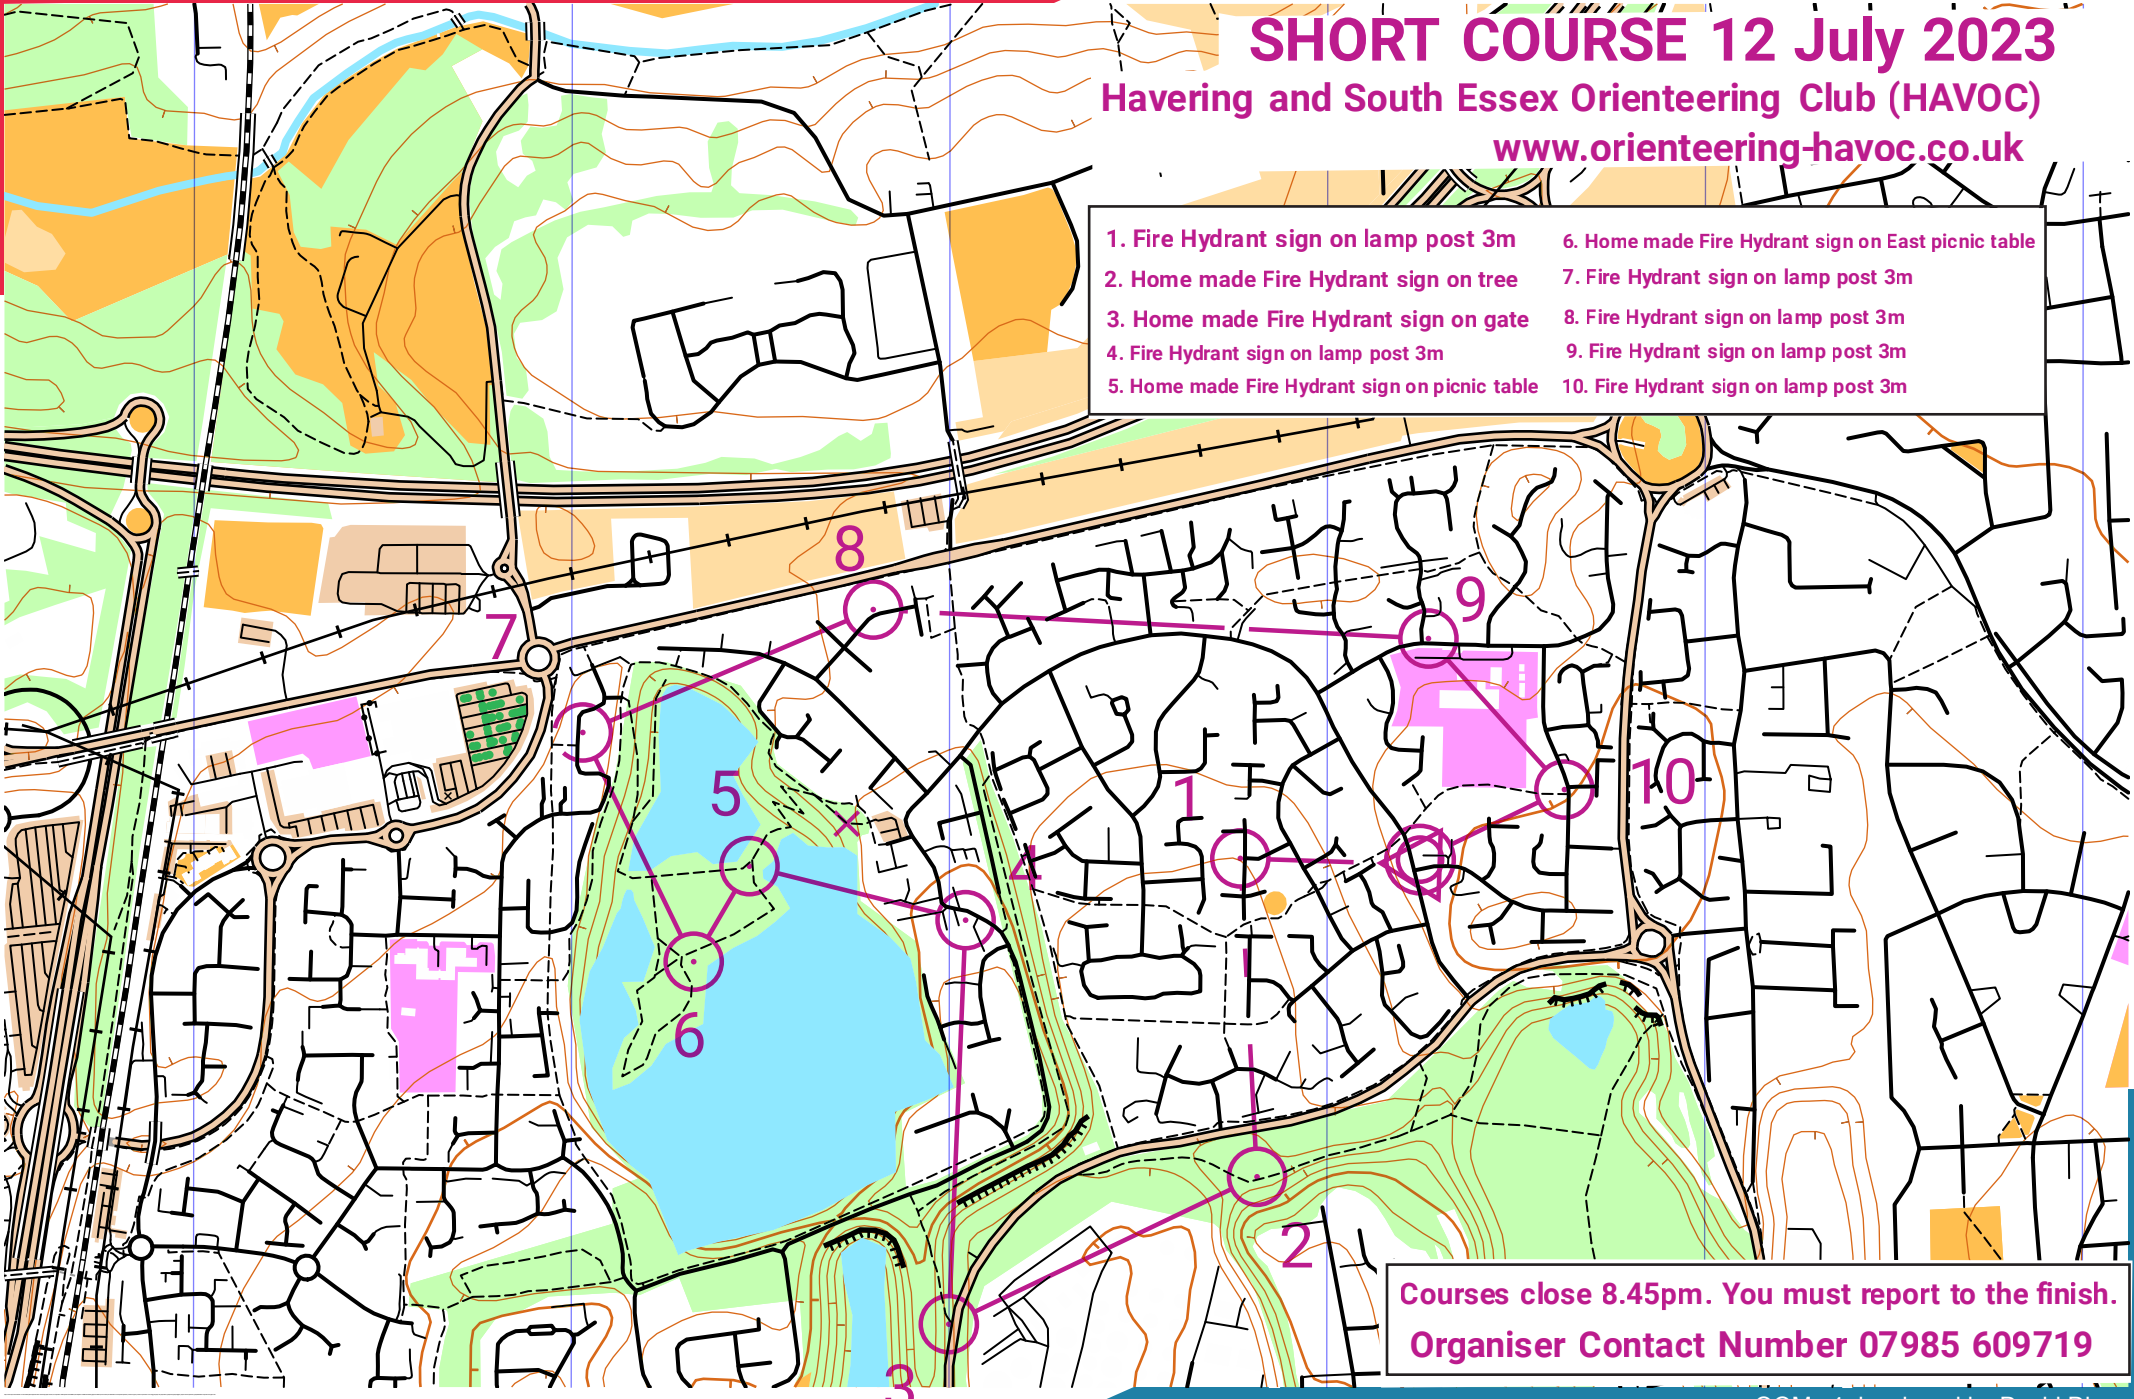 SHORT COURSE 12 July 2023
Havering and South Essex Orienteering Club (HAVOC)
www.orienteering-havoc.co.uk
1. Fire Hydrant sign on lamp post 3m
2. Home made Fire Hydrant sign on tree
3. Home made Fire Hydrant sign on gate
4. Fire Hydrant sign on lamp post 3m
5. Home made Fire Hydrant sign on picnic table
6. Home made Fire Hydrant sign on East picnic table
7. Fire Hydrant sign on lamp post 3m
8. Fire Hydrant sign on lamp post 3m
9. Fire Hydrant sign on lamp post 3m
10. Fire Hydrant sign on lamp post 3m
8
9
7
5
1
10
4
6
2
3
Courses close 8.45pm. You must report to the finish.
Organiser Contact Number 07985 609719